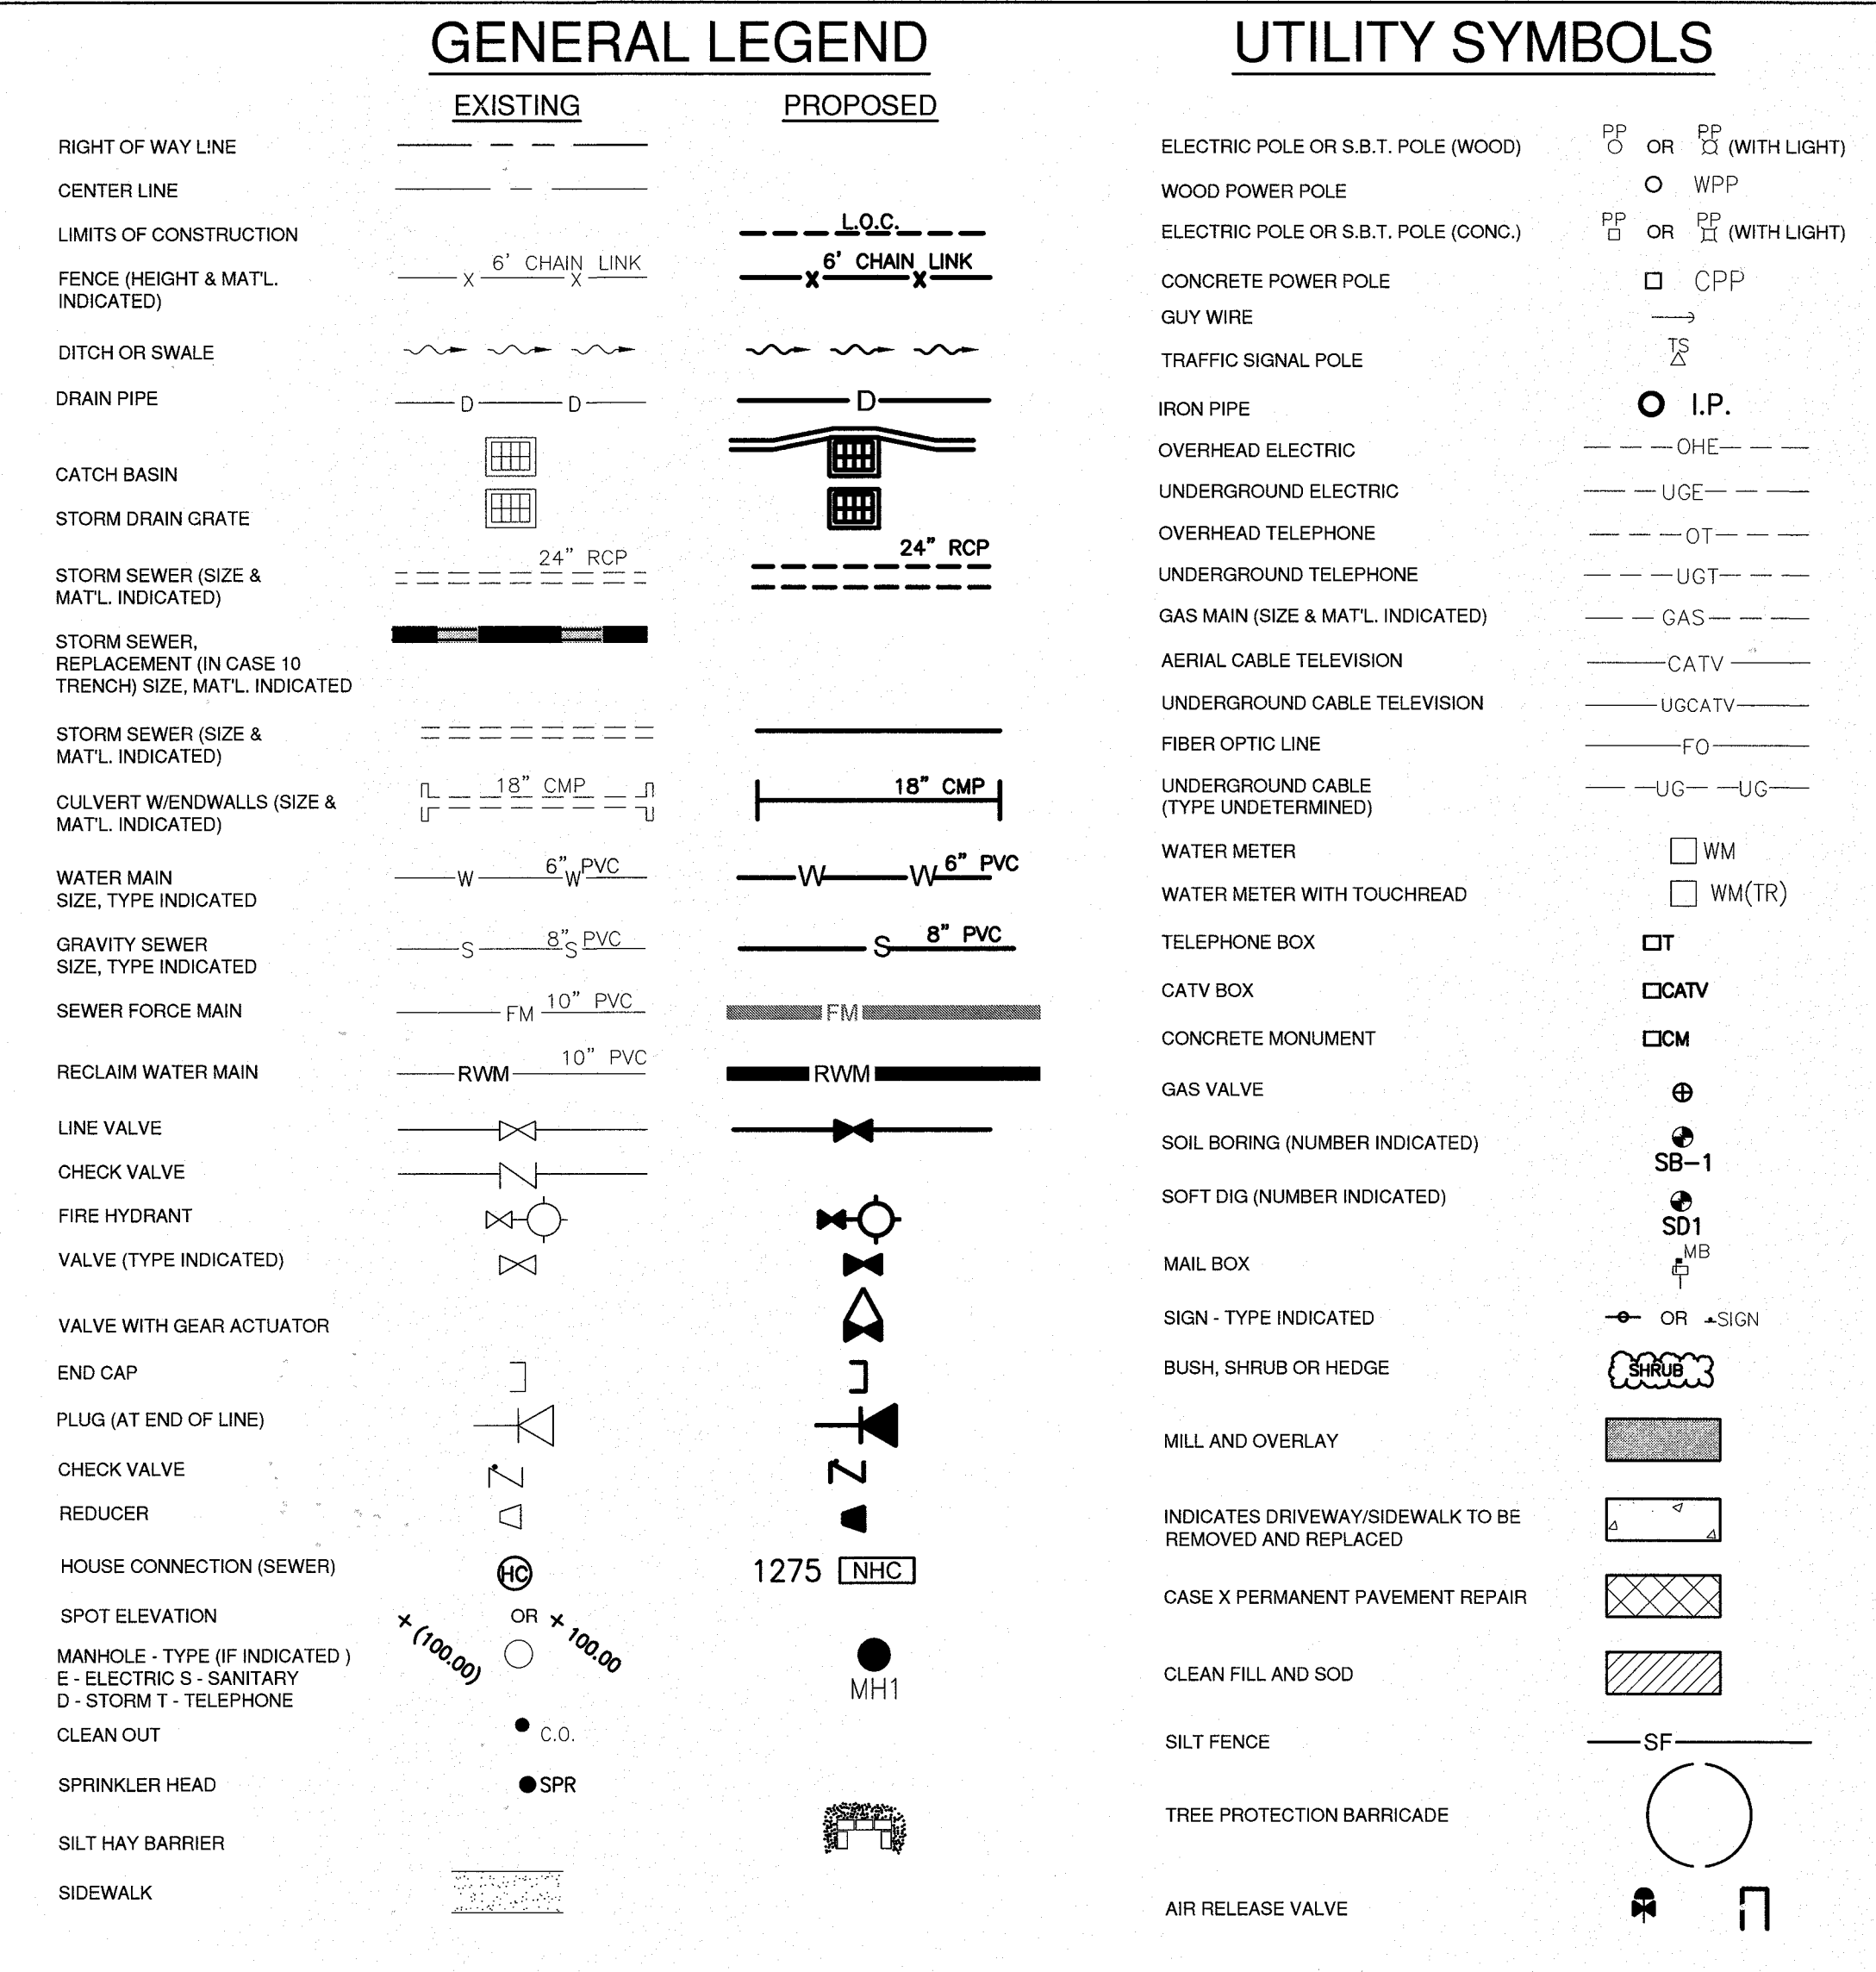 GENERAL LEGEND
EXISTING PROPOSED
RIGHT OF WAY LINE
CENTER LINE
LIMITS OF CONSTRUCTION L.O.C.
FENCE (HEIGHT & MAT'L. 6' CHAIN LINK X X 6' CHAIN LINK X X
INDICATED)
DITCH OR SWALE
DRAIN PIPE D D D
CATCH BASIN
STORM DRAIN GRATE
24" RCP 24" RCP
STORM SEWER (SIZE &
MAT'L. INDICATED)
STORM SEWER,
REPLACEMENT (IN CASE 10
TRENCH) SIZE, MAT'L. INDICATED
STORM SEWER (SIZE &
MAT'L. INDICATED)
18" CMP 18" CMP
CULVERT W/ENDWALLS (SIZE &
MAT'L. INDICATED)
WATER MAIN W 6" W PVC W W 6" PVC
SIZE, TYPE INDICATED
GRAVITY SEWER S 8" S PVC S 8" PVC
SIZE, TYPE INDICATED
SEWER FORCE MAIN FM 10" PVC FM
RECLAIM WATER MAIN RWM 10" PVC RWM
LINE VALVE
CHECK VALVE
FIRE HYDRANT
VALVE (TYPE INDICATED)
VALVE WITH GEAR ACTUATOR
END CAP
PLUG (AT END OF LINE)
CHECK VALVE
REDUCER
HOUSE CONNECTION (SEWER) HC 1275 NHC
SPOT ELEVATION + (100.00) OR + 100.00
MANHOLE - TYPE (IF INDICATED )
E - ELECTRIC S - SANITARY MH1
D - STORM T - TELEPHONE
CLEAN OUT C.O.
SPRINKLER HEAD SPR
SILT HAY BARRIER
SIDEWALK
UTILITY SYMBOLS
ELECTRIC POLE OR S.B.T. POLE (WOOD) PP OR PP (WITH LIGHT)
WOOD POWER POLE WPP
ELECTRIC POLE OR S.B.T. POLE (CONC.) PP OR PP (WITH LIGHT)
CONCRETE POWER POLE CPP
GUY WIRE
TRAFFIC SIGNAL POLE TS
IRON PIPE I.P.
OVERHEAD ELECTRIC OHE
UNDERGROUND ELECTRIC UGE
OVERHEAD TELEPHONE OT
UNDERGROUND TELEPHONE UGT
GAS MAIN (SIZE & MAT'L. INDICATED) GAS
AERIAL CABLE TELEVISION CATV
UNDERGROUND CABLE TELEVISION UGCATV
FIBER OPTIC LINE FO
UNDERGROUND CABLE UG UG
(TYPE UNDETERMINED)
WATER METER WM
WATER METER WITH TOUCHREAD WM(TR)
TELEPHONE BOX T
CATV BOX CATV
CONCRETE MONUMENT CM
GAS VALVE
SOIL BORING (NUMBER INDICATED)
SB-1
SOFT DIG (NUMBER INDICATED)
SD1
MAIL BOX MB
SIGN - TYPE INDICATED OR SIGN
BUSH, SHRUB OR HEDGE SHRUB
MILL AND OVERLAY
INDICATES DRIVEWAY/SIDEWALK TO BE
REMOVED AND REPLACED
CASE X PERMANENT PAVEMENT REPAIR
CLEAN FILL AND SOD
SILT FENCE SF
TREE PROTECTION BARRICADE
AIR RELEASE VALVE